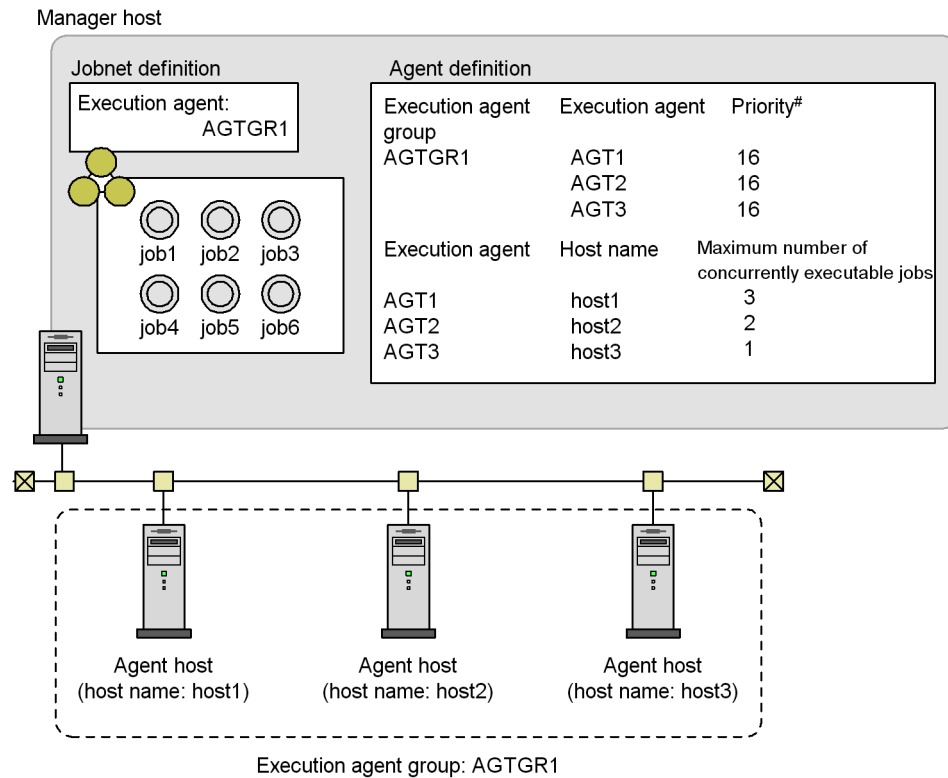 Manager host
Jobnet definition
Execution agent:
AGTGR1
job1 job2 job3
job4 job5 job6
Agent definition
Execution agent group Execution agent Priority#
AGTGR1 AGT1 16
AGT2 16
AGT3 16
Execution agent Host name Maximum number of concurrently executable jobs
AGT1 host1 3
AGT2 host2 2
AGT3 host3 1
Agent host Agent host Agent host
(host name: host1) (host name: host2) (host name: host3)
Execution agent group: AGTGR1